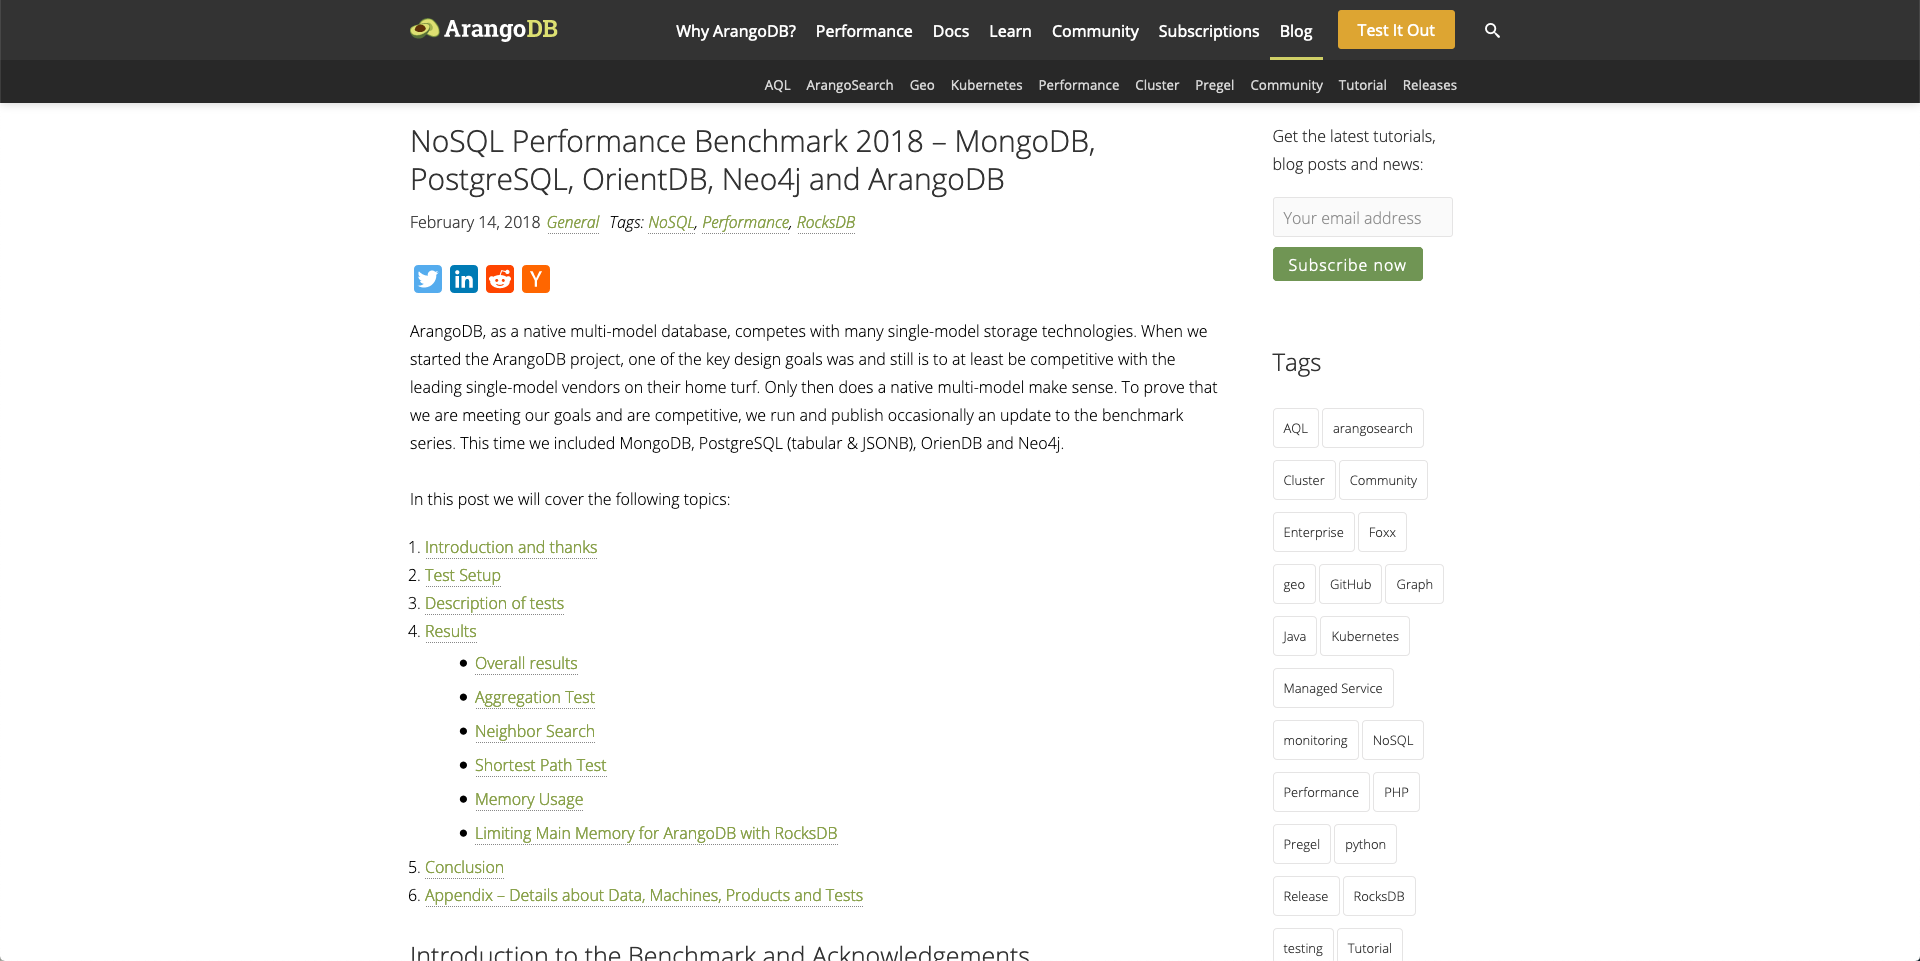 ArangoDB
Why ArangoDB? Performance Docs Learn Community Subscriptions Blog Test It Out
AQL ArangoSearch Geo Kubernetes Performance Cluster Pregel Community Tutorial Releases
NoSQL Performance Benchmark 2018 – MongoDB,
PostgreSQL, OrientDB, Neo4j and ArangoDB
February 14, 2018 General Tags: NoSQL, Performance, RocksDB
ArangoDB, as a native multi-model database, competes with many single-model storage technologies. When we
started the ArangoDB project, one of the key design goals was and still is to at least be competitive with the
leading single-model vendors on their home turf. Only then does a native multi-model make sense. To prove that
we are meeting our goals and are competitive, we run and publish occasionally an update to the benchmark
series. This time we included MongoDB, PostgreSQL (tabular & JSONB), OrienDB and Neo4j.
In this post we will cover the following topics:
1. Introduction and thanks
2. Test Setup
3. Description of tests
4. Results
• Overall results
• Aggregation Test
• Neighbor Search
• Shortest Path Test
• Memory Usage
• Limiting Main Memory for ArangoDB with RocksDB
5. Conclusion
6. Appendix – Details about Data, Machines, Products and Tests
Introduction to the Benchmark and Acknowledgements
Get the latest tutorials,
blog posts and news:
Your email address
Subscribe now
Tags
AQL arangosearch
Cluster Community
Enterprise Foxx
geo GitHub Graph
Java Kubernetes
Managed Service
monitoring NoSQL
Performance PHP
Pregel python
Release RocksDB
testing Tutorial